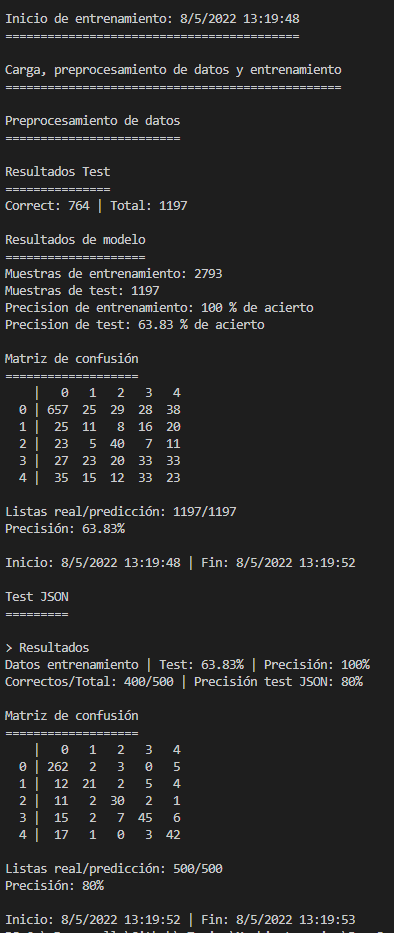 Inicio de entrenamiento: 8/5/2022 13:19:48
==========================================

Carga, preprocesamiento de datos y entrenamiento
================================================

Preprocesamiento de datos
=========================

Resultados Test
===============
Correct: 764 | Total: 1197

Resultados de modelo
====================
Muestras de entrenamiento: 2793
Muestras de test: 1197
Precision de entrenamiento: 100 % de acierto
Precision de test: 63.83 % de acierto

Matriz de confusión
===================
    |   0   1   2   3   4
  0 | 657  25  29  28  38
  1 |  25  11   8  16  20
  2 |  23   5  40   7  11
  3 |  27  23  20  33  33
  4 |  35  15  12  33  23

Listas real/predicción: 1197/1197
Precisión: 63.83%

Inicio: 8/5/2022 13:19:48 | Fin: 8/5/2022 13:19:52

Test JSON
=========

> Resultados
Datos entrenamiento | Test: 63.83% | Precisión: 100%
Correctos/Total: 400/500 | Precisión test JSON: 80%

Matriz de confusión
===================
    |   0   1   2   3   4
  0 | 262   2   3   0   5
  1 |  12  21   2   5   4
  2 |  11   2  30   2   1
  3 |  15   2   7  45   6
  4 |  17   1   0   3  42

Listas real/predicción: 500/500
Precisión: 80%

Inicio: 8/5/2022 13:19:52 | Fin: 8/5/2022 13:19:53